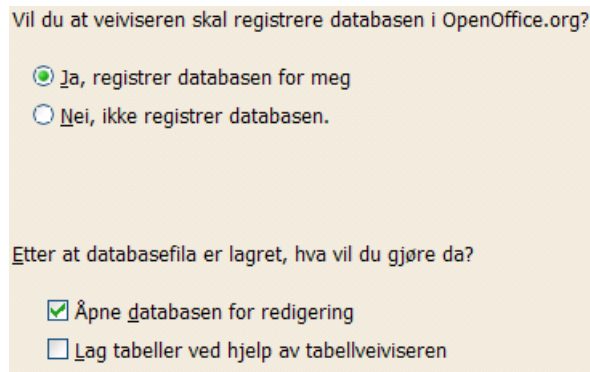 Vil du at veiviseren skal registrere databasen i OpenOffice.org?
Ja, registrer databasen for meg
Nei, ikke registrer databasen.
Etter at databasefila er lagret, hva vil du gjøre da?
Åpne databasen for redigering
Lag tabeller ved hjelp av tabellveiviseren